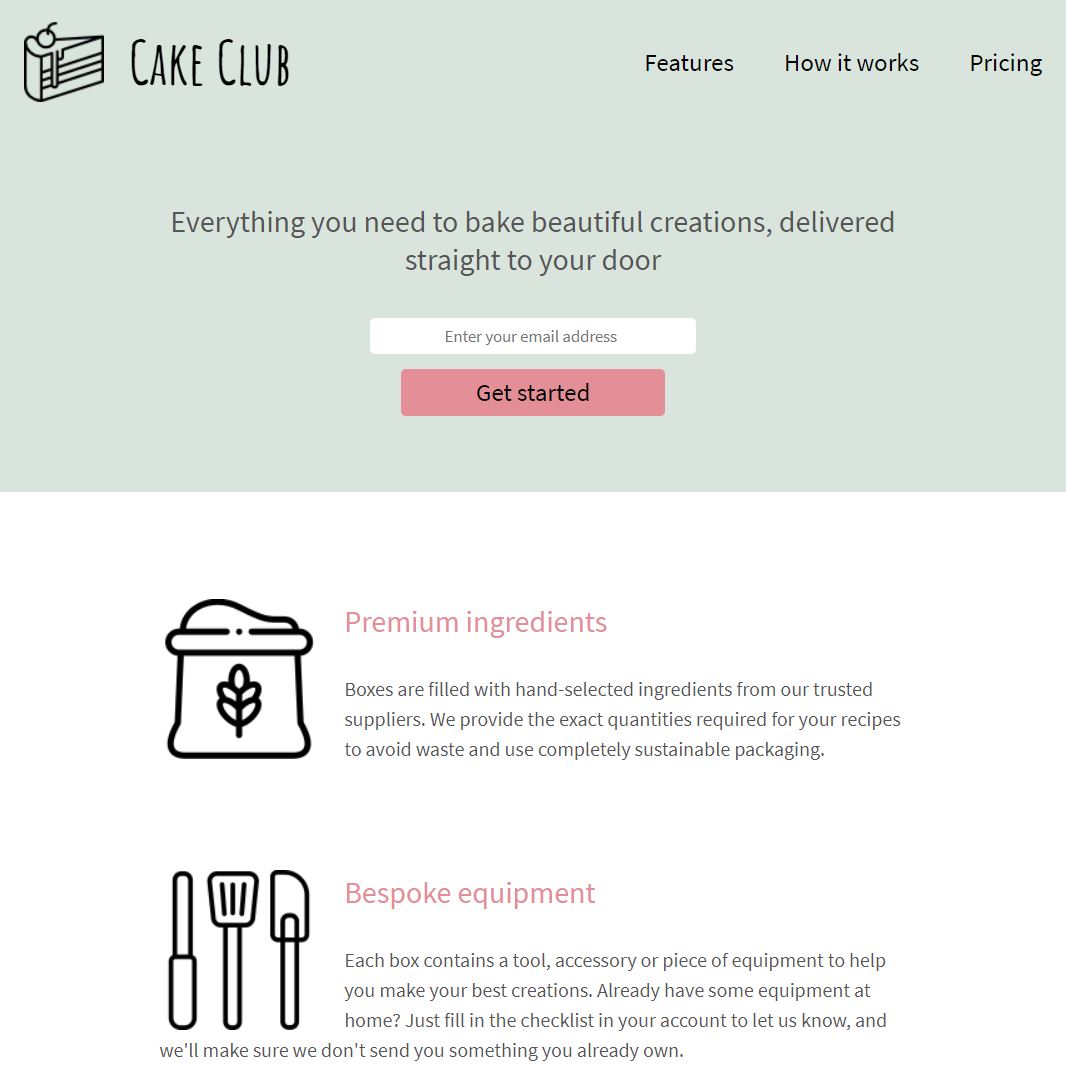 Cake Club
Features
How it works
Pricing
Everything you need to bake beautiful creations, delivered
straight to your door
Enter your email address
Get started
Premium ingredients
Boxes are filled with hand-selected ingredients from our trusted
suppliers. We provide the exact quantities required for your recipes
to avoid waste and use completely sustainable packaging.
Bespoke equipment
Each box contains a tool, accessory or piece of equipment to help
you make your best creations. Already have some equipment at
home? Just fill in the checklist in your account to let us know, and
we'll make sure we don't send you something you already own.